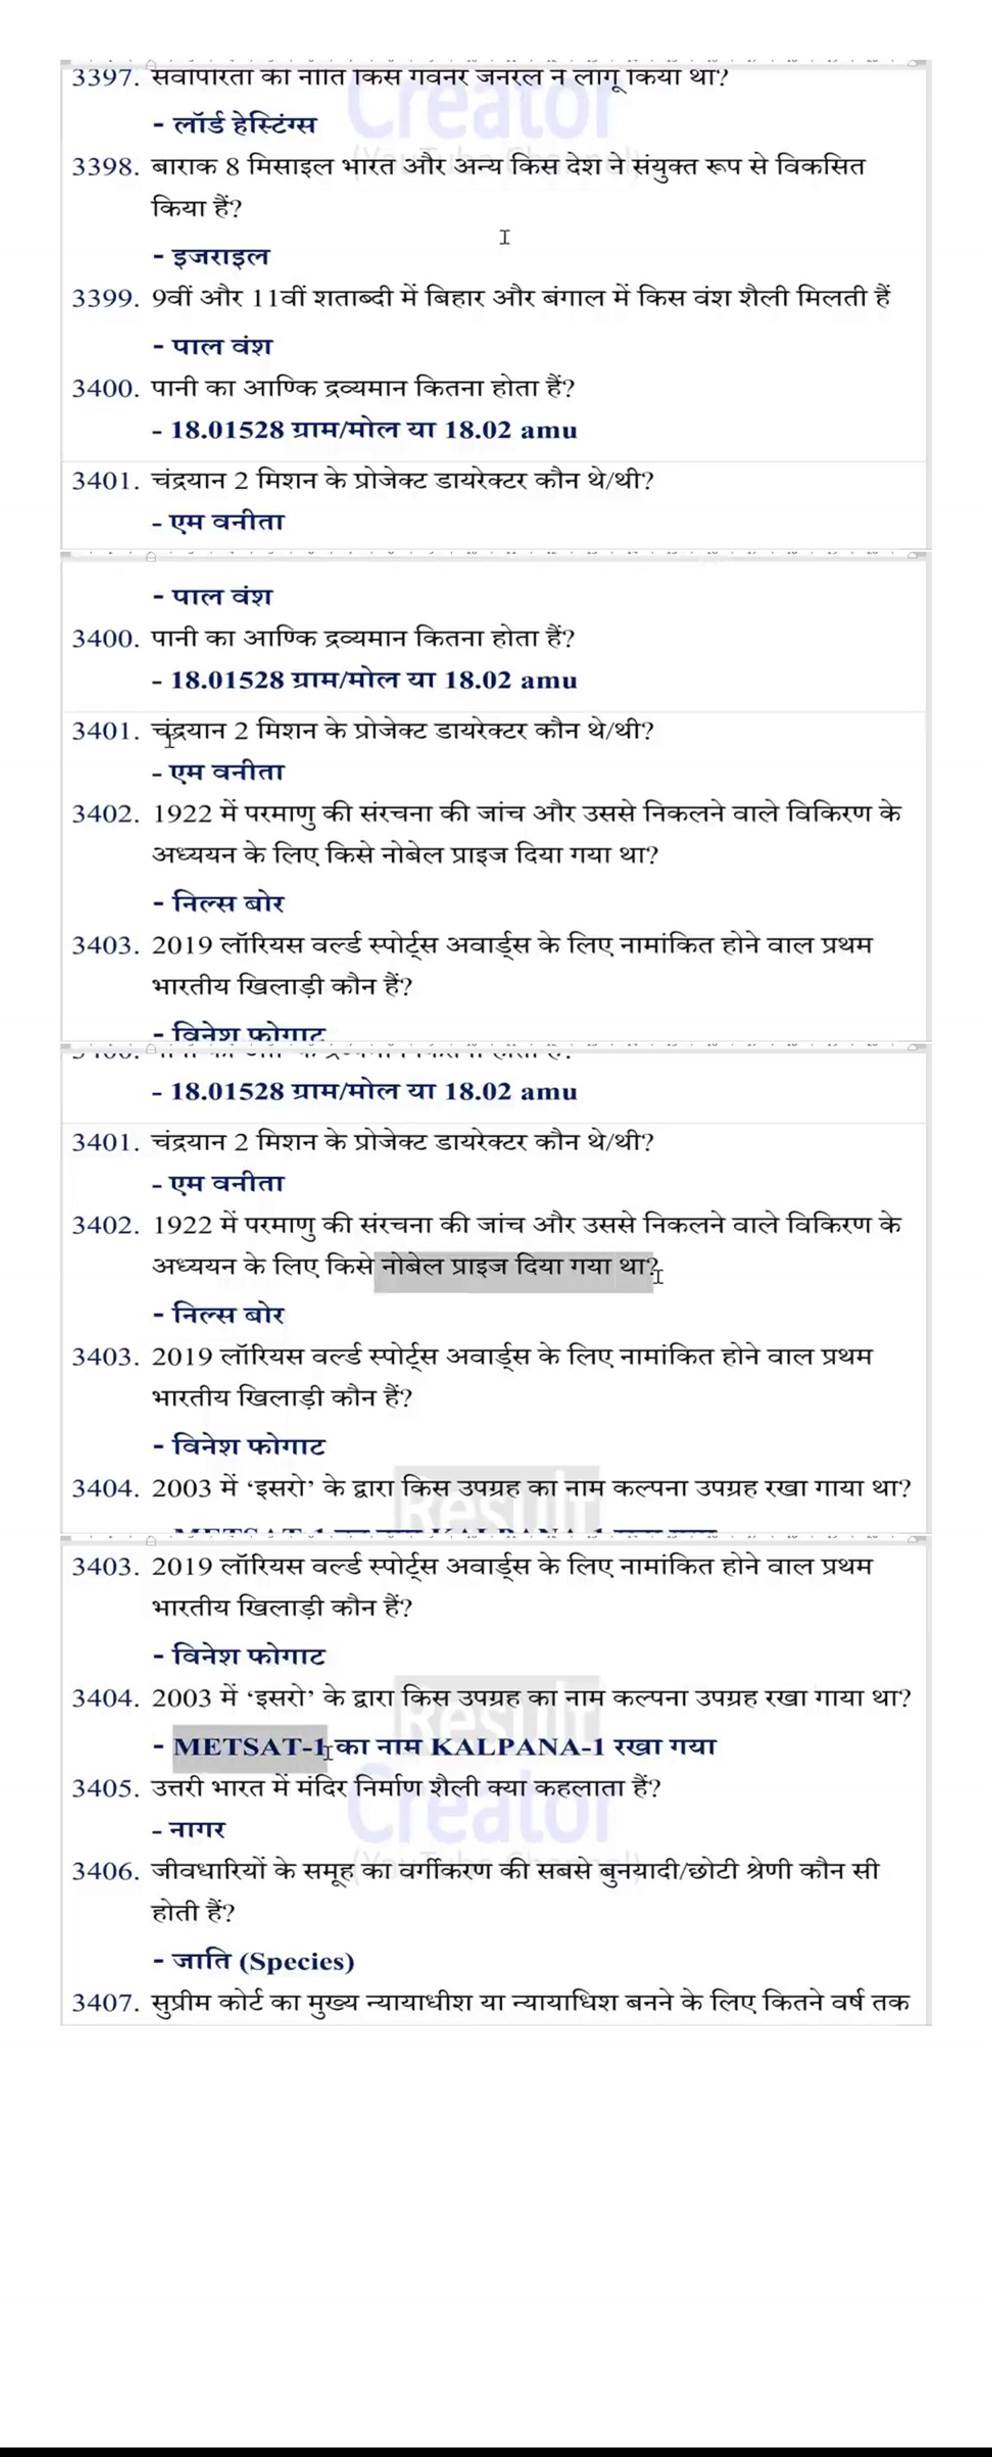 3397. सर्वोपरिता की नीति किस गवर्नर जनरल ने लागू किया था?
- लॉर्ड हेस्टिंग्स
3398. बाराक 8 मिसाइल भारत और अन्य किस देश ने संयुक्त रूप से विकसित
किया हैं?
- इजराइल
3399. 9वीं और 11वीं शताब्दी में बिहार और बंगाल में किस वंश शैली मिलती हैं
- पाल वंश
3400. पानी का आण्विक द्रव्यमान कितना होता हैं?
- 18.01528 ग्राम/मोल या 18.02 amu
3401. चंद्रयान 2 मिशन के प्रोजेक्ट डायरेक्टर कौन थे/थी?
- एम वनीता
- पाल वंश
3400. पानी का आण्विक द्रव्यमान कितना होता हैं?
- 18.01528 ग्राम/मोल या 18.02 amu
3401. चंद्रयान 2 मिशन के प्रोजेक्ट डायरेक्टर कौन थे/थी?
- एम वनीता
3402. 1922 में परमाणु की संरचना की जांच और उससे निकलने वाले विकिरण के
अध्ययन के लिए किसे नोबेल प्राइज दिया गया था?
- निल्स बोर
3403. 2019 लॉरियस वर्ल्ड स्पोर्ट्स अवार्ड्स के लिए नामांकित होने वाल प्रथम
भारतीय खिलाड़ी कौन हैं?
- विनेश फोगाट
- 18.01528 ग्राम/मोल या 18.02 amu
3401. चंद्रयान 2 मिशन के प्रोजेक्ट डायरेक्टर कौन थे/थी?
- एम वनीता
3402. 1922 में परमाणु की संरचना की जांच और उससे निकलने वाले विकिरण के
अध्ययन के लिए किसे नोबेल प्राइज दिया गया था?
- निल्स बोर
3403. 2019 लॉरियस वर्ल्ड स्पोर्ट्स अवार्ड्स के लिए नामांकित होने वाल प्रथम
भारतीय खिलाड़ी कौन हैं?
- विनेश फोगाट
3404. 2003 में ‘इसरो’ के द्वारा किस उपग्रह का नाम कल्पना उपग्रह रखा गाया था?
3403. 2019 लॉरियस वर्ल्ड स्पोर्ट्स अवार्ड्स के लिए नामांकित होने वाल प्रथम
भारतीय खिलाड़ी कौन हैं?
- विनेश फोगाट
3404. 2003 में ‘इसरो’ के द्वारा किस उपग्रह का नाम कल्पना उपग्रह रखा गाया था?
- METSAT-1 का नाम KALPANA-1 रखा गया
3405. उत्तरी भारत में मंदिर निर्माण शैली क्या कहलाता हैं?
- नागर
3406. जीवधारियों के समूह का वर्गीकरण की सबसे बुनयादी/छोटी श्रेणी कौन सी
होती हैं?
- जाति (Species)
3407. सुप्रीम कोर्ट का मुख्य न्यायाधीश या न्यायाधिश बनने के लिए कितने वर्ष तक